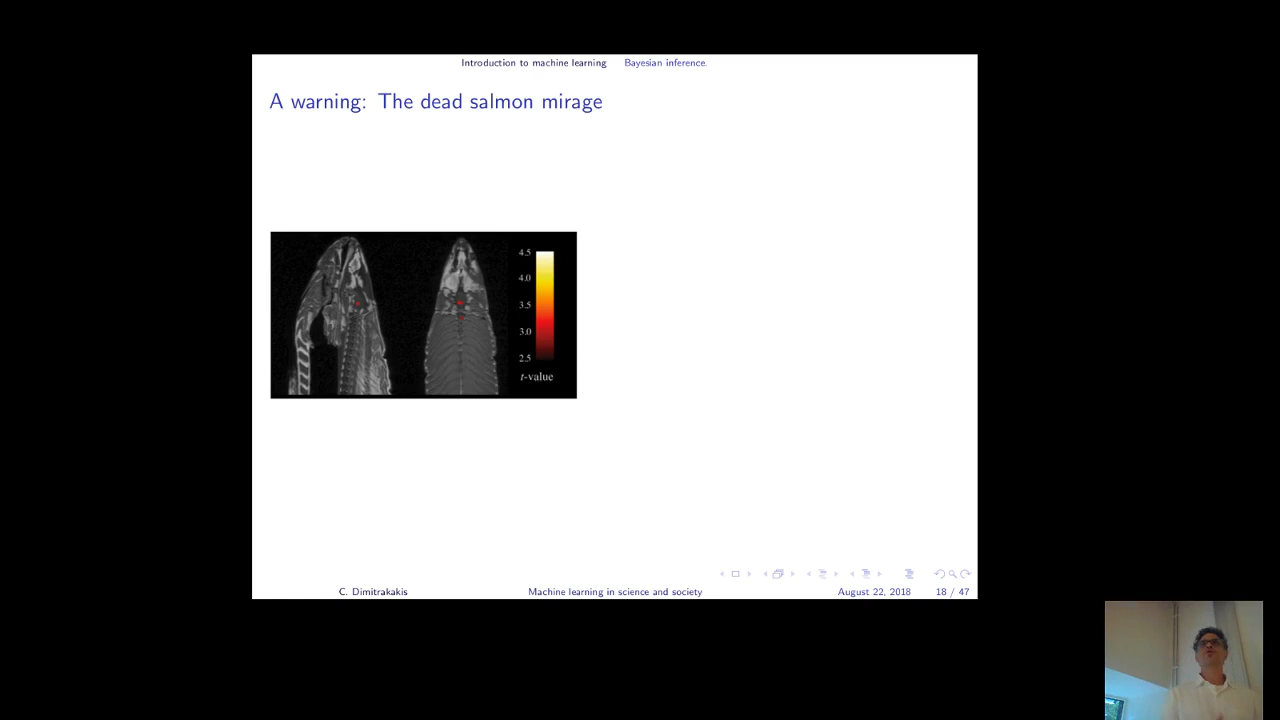 Introduction to machine learning Bayesian inference.
A warning: The dead salmon mirage
4.5
4.0
3.5
3.0
2.5
t-value
C. Dimitrakakis Machine learning in science and society August 22, 2018 18 / 47